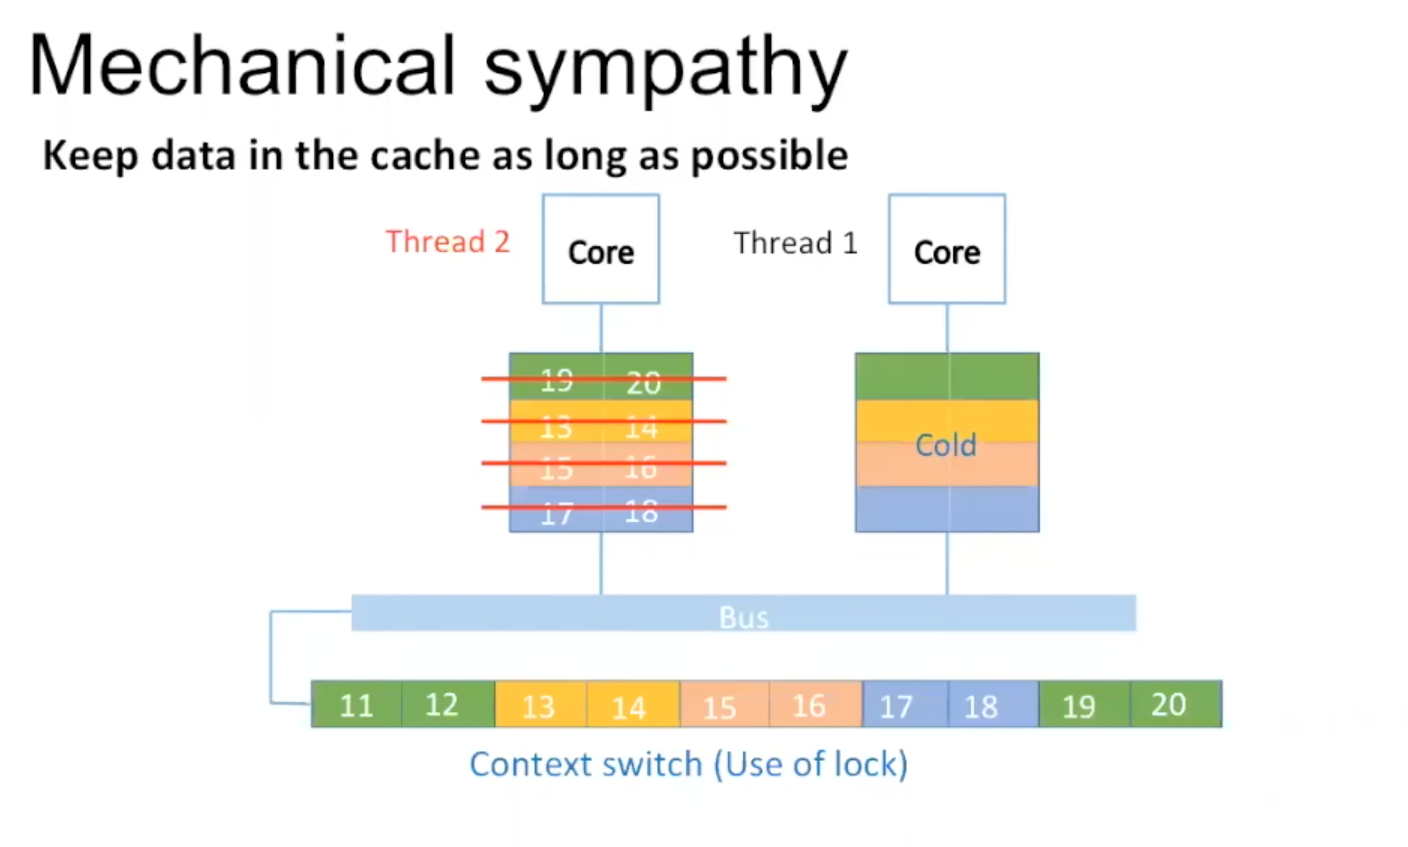 Mechanical sympathy
Keep data in the cache as long as possible
Thread 2
Core
Thread 1
Core
19 20
13 14
15 16
17 18
Cold
Bus
11 12 13 14 15 16 17 18 19 20
Context switch (Use of lock)